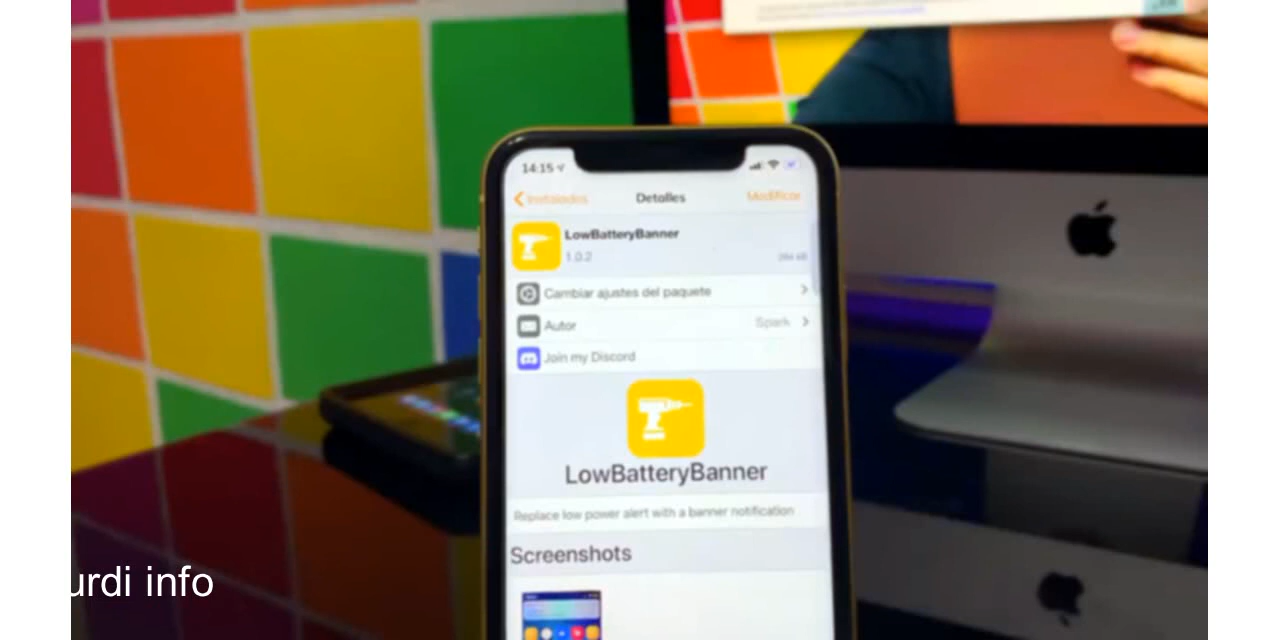 14:15
Instalados Detalles Modificar
LowBatteryBanner
1.0.2
Cambiar ajustes del paquete
Autor Spark
Join my Discord
LowBatteryBanner
Replace low power alert with a banner notification
Screenshots
urdi info